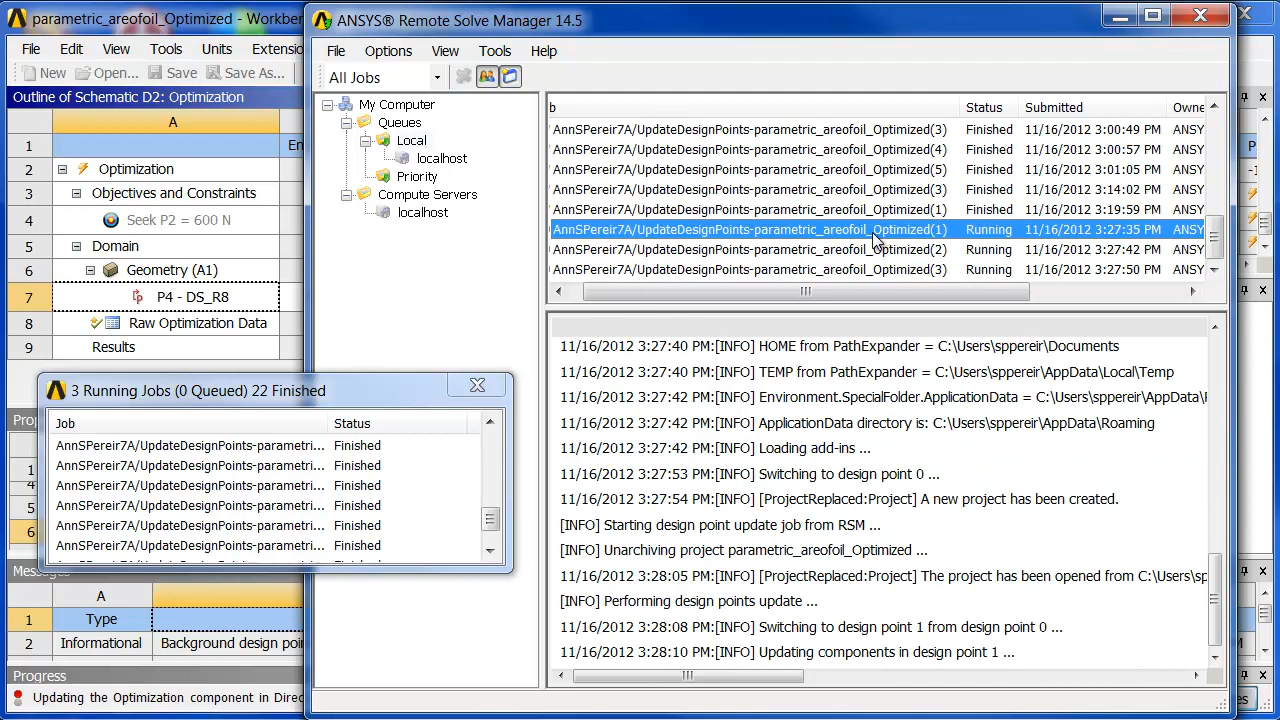 parametric_areofoil_Optimized - Workben
File Edit View Tools Units Extension
New Open... Save Save As...
Outline of Schematic D2: Optimization
A
1 En
2 Optimization
3 Objectives and Constraints
4 Seek P2 = 600 N
5 Domain
6 Geometry (A1)
7 P4 - DS_R8
8 Raw Optimization Data
9 Results
3 Running Jobs (0 Queued) 22 Finished
Job Status
AnnSPereir7A/UpdateDesignPoints-parametri... Finished
AnnSPereir7A/UpdateDesignPoints-parametri... Finished
AnnSPereir7A/UpdateDesignPoints-parametri... Finished
AnnSPereir7A/UpdateDesignPoints-parametri... Finished
AnnSPereir7A/UpdateDesignPoints-parametri... Finished
AnnSPereir7A/UpdateDesignPoints-parametri... Finished
Prop
1
4
5
6
Messages
A
1 Type
2 Informational Background design poin
Progress
Updating the Optimization component in Direc
ANSYS® Remote Solve Manager 14.5
File Options View Tools Help
All Jobs
My Computer
Queues
Local
localhost
Priority
Compute Servers
localhost
b Status Submitted Owne
AnnSPereir7A/UpdateDesignPoints-parametric_areofoil_Optimized(3) Finished 11/16/2012 3:00:49 PM ANSY
AnnSPereir7A/UpdateDesignPoints-parametric_areofoil_Optimized(4) Finished 11/16/2012 3:00:57 PM ANSY
AnnSPereir7A/UpdateDesignPoints-parametric_areofoil_Optimized(5) Finished 11/16/2012 3:01:05 PM ANSY
AnnSPereir7A/UpdateDesignPoints-parametric_areofoil_Optimized(3) Finished 11/16/2012 3:14:02 PM ANSY
AnnSPereir7A/UpdateDesignPoints-parametric_areofoil_Optimized(1) Finished 11/16/2012 3:19:59 PM ANSY
AnnSPereir7A/UpdateDesignPoints-parametric_areofoil_Optimized(1) Running 11/16/2012 3:27:35 PM ANSY
AnnSPereir7A/UpdateDesignPoints-parametric_areofoil_Optimized(2) Running 11/16/2012 3:27:42 PM ANSY
AnnSPereir7A/UpdateDesignPoints-parametric_areofoil_Optimized(3) Running 11/16/2012 3:27:50 PM ANSY
11/16/2012 3:27:40 PM:[INFO] HOME from PathExpander = C:\Users\sppereir\Documents
11/16/2012 3:27:40 PM:[INFO] TEMP from PathExpander = C:\Users\sppereir\AppData\Local\Temp
11/16/2012 3:27:42 PM:[INFO] Environment.SpecialFolder.ApplicationData = C:\Users\sppereir\AppData\R
11/16/2012 3:27:42 PM:[INFO] ApplicationData directory is: C:\Users\sppereir\AppData\Roaming
11/16/2012 3:27:42 PM:[INFO] Loading add-ins ...
11/16/2012 3:27:53 PM:[INFO] Switching to design point 0 ...
11/16/2012 3:27:54 PM:[INFO] [ProjectReplaced:Project] A new project has been created.
[INFO] Starting design point update job from RSM ...
[INFO] Unarchiving project parametric_areofoil_Optimized ...
11/16/2012 3:28:05 PM:[INFO] [ProjectReplaced:Project] The project has been opened from C:\Users\spp
[INFO] Performing design points update ...
11/16/2012 3:28:08 PM:[INFO] Switching to design point 1 from design point 0 ...
11/16/2012 3:28:10 PM:[INFO] Updating components in design point 1 ...